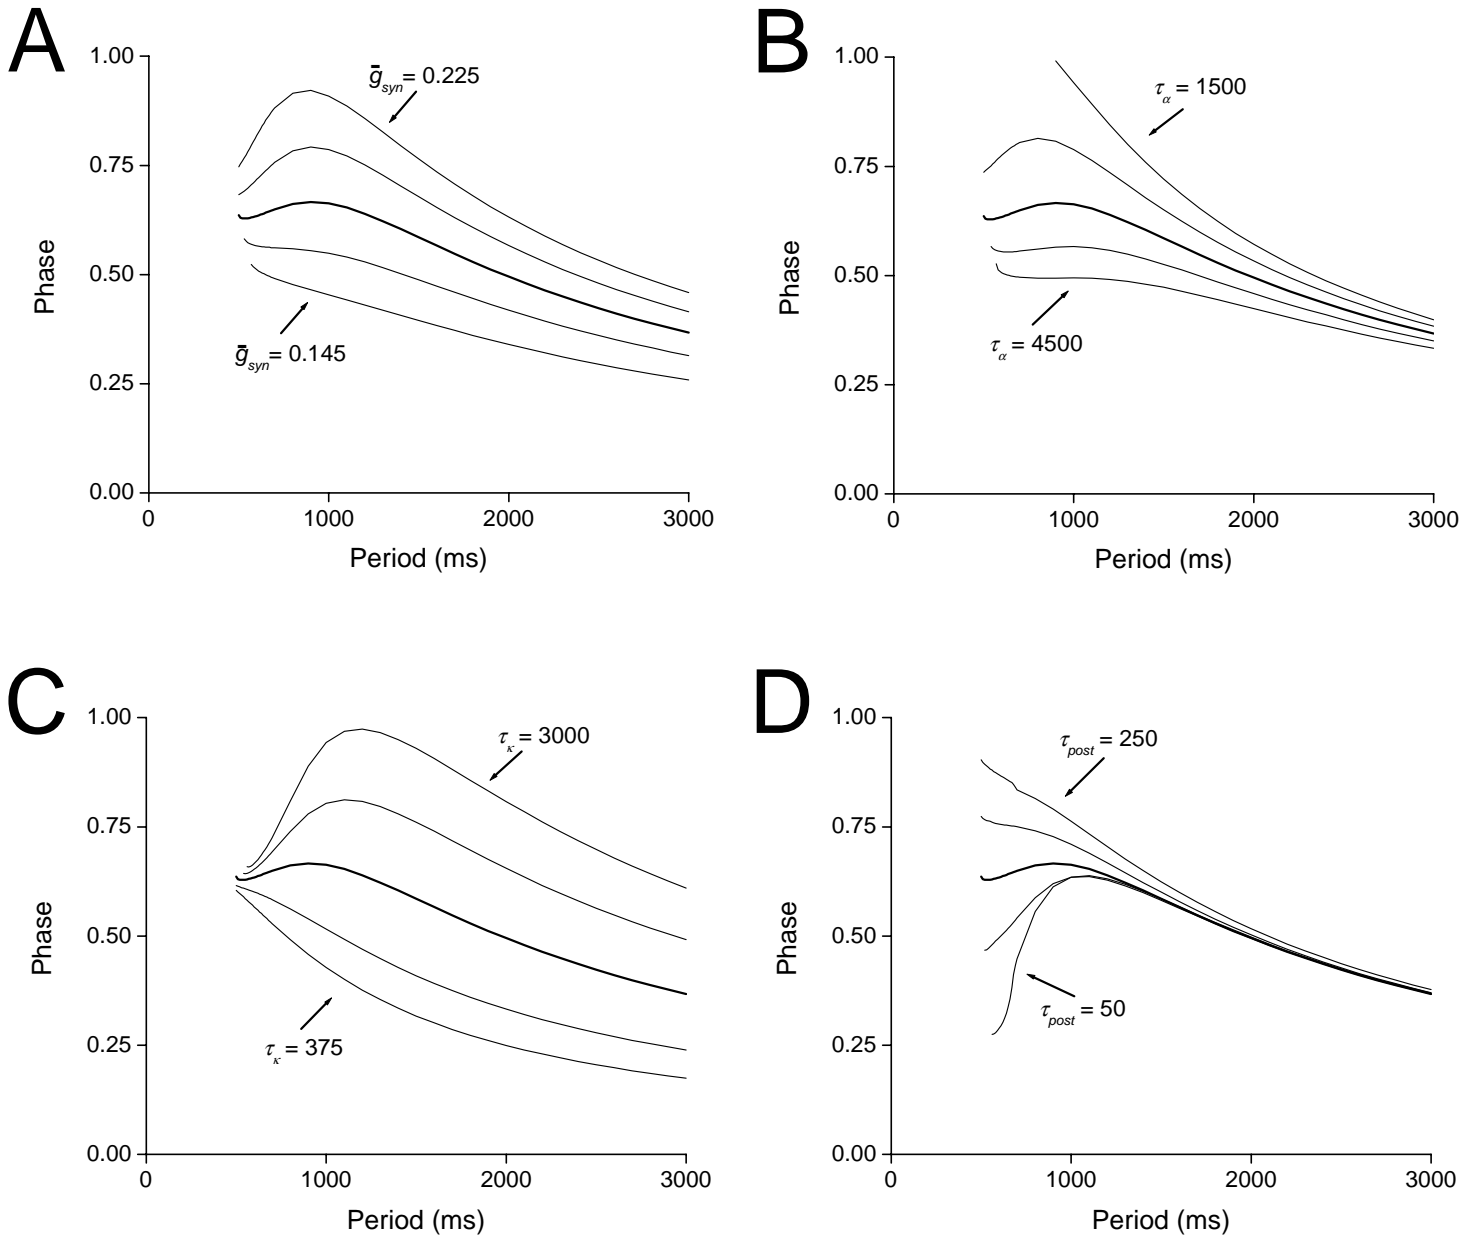 A
1.00
0.75
0.50
0.25
0.00
0
1000
2000
3000
Phase
Period (ms)
ḡsyn= 0.225
ḡsyn= 0.145
B
1.00
0.75
0.50
0.25
0.00
0
1000
2000
3000
Phase
Period (ms)
τα = 1500
τα = 4500
C
1.00
0.75
0.50
0.25
0.00
0
1000
2000
3000
Phase
Period (ms)
τκ = 3000
τκ = 375
D
1.00
0.75
0.50
0.25
0.00
0
1000
2000
3000
Phase
Period (ms)
τpost = 250
τpost = 50